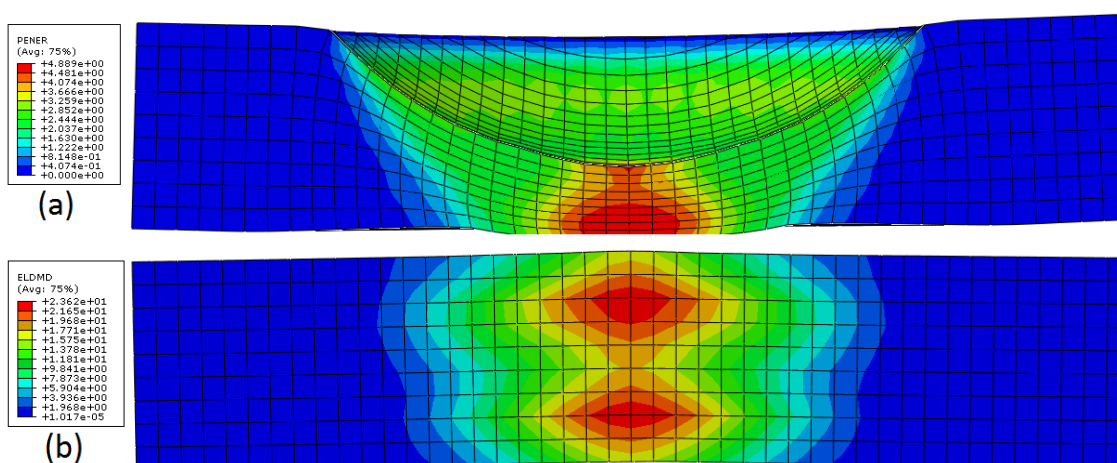 PENER
(Avg: 75%)
+4.889e+00
+4.481e+00
+4.074e+00
+3.666e+00
+3.259e+00
+2.852e+00
+2.444e+00
+2.037e+00
+1.630e+00
+1.222e+00
+8.148e-01
+4.074e-01
+0.000e+00
(a)
ELDMD
(Avg: 75%)
+2.362e+01
+2.165e+01
+1.968e+01
+1.771e+01
+1.575e+01
+1.378e+01
+1.181e+01
+9.841e+00
+7.873e+00
+5.904e+00
+3.936e+00
+1.968e+00
+1.017e-05
(b)